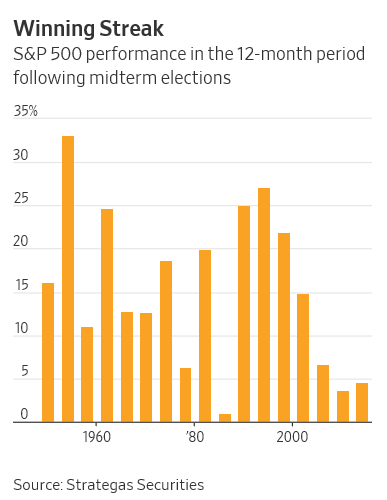 Winning Streak
S&P 500 performance in the 12-month period
following midterm elections
35%
30
25
20
15
10
5
0
1960
'80
2000
Source: Strategas Securities